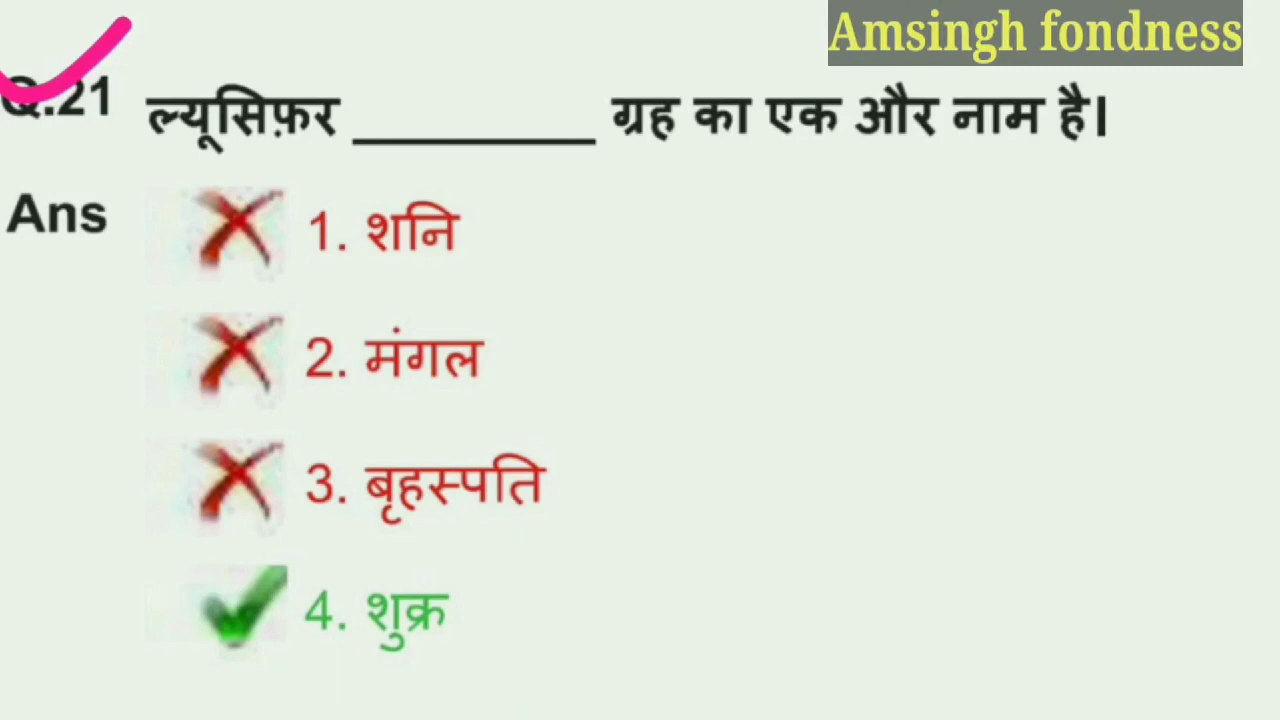 Amsingh fondness
Q.21 ल्यूसिफ़र __________ ग्रह का एक और नाम है।
Ans 1. शनि
2. मंगल
3. बृहस्पति
4. शुक्र